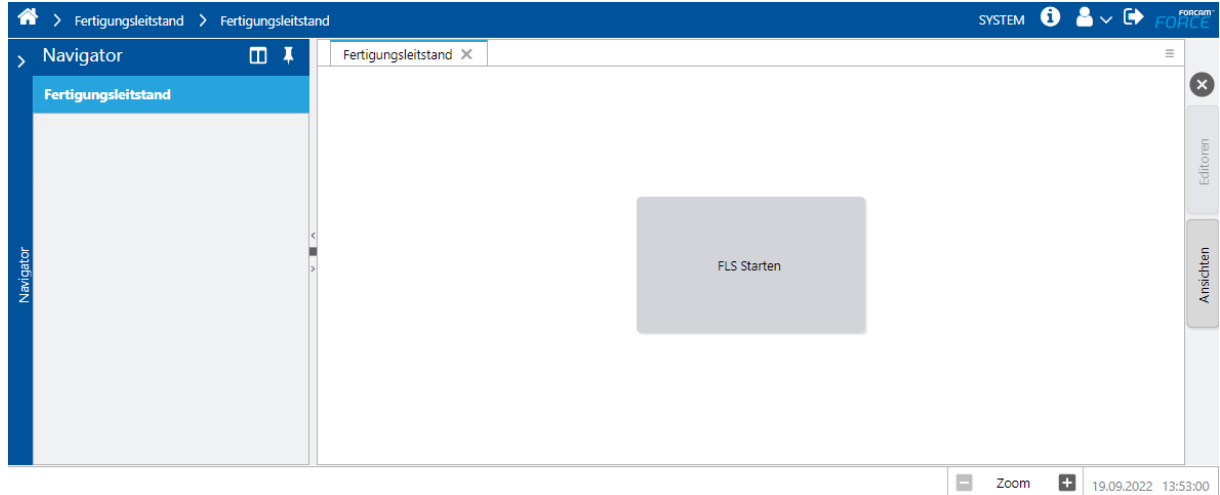 Fertigungsleitstand > Fertigungsleitstand
SYSTEM
FORCAM
FORCE
Navigator
Fertigungsleitstand
Navigator
Fertigungsleitstand
FLS Starten
Editoren
Ansichten
Zoom
19.09.2022 13:53:00